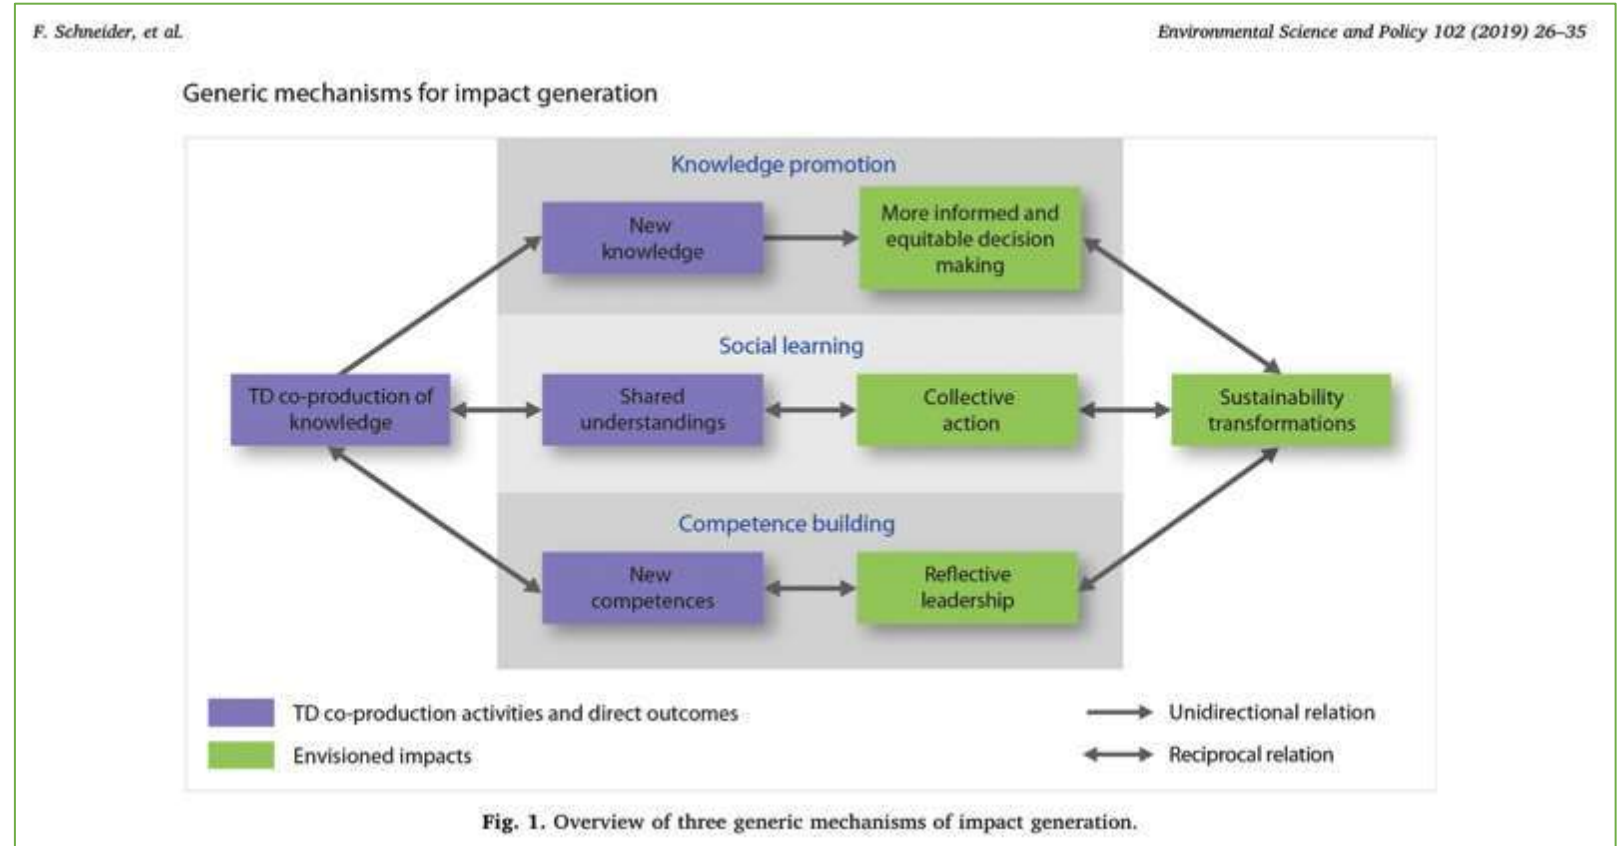 F. Schneider, et al.
Environmental Science and Policy 102 (2019) 26–35
Generic mechanisms for impact generation
Knowledge promotion
New
knowledge
More informed and
equitable decision
making
Social learning
TD co-production of
knowledge
Shared
understandings
Collective
action
Sustainability
transformations
Competence building
New
competences
Reflective
leadership
TD co-production activities and direct outcomes
Unidirectional relation
Envisioned impacts
Reciprocal relation
Fig. 1. Overview of three generic mechanisms of impact generation.